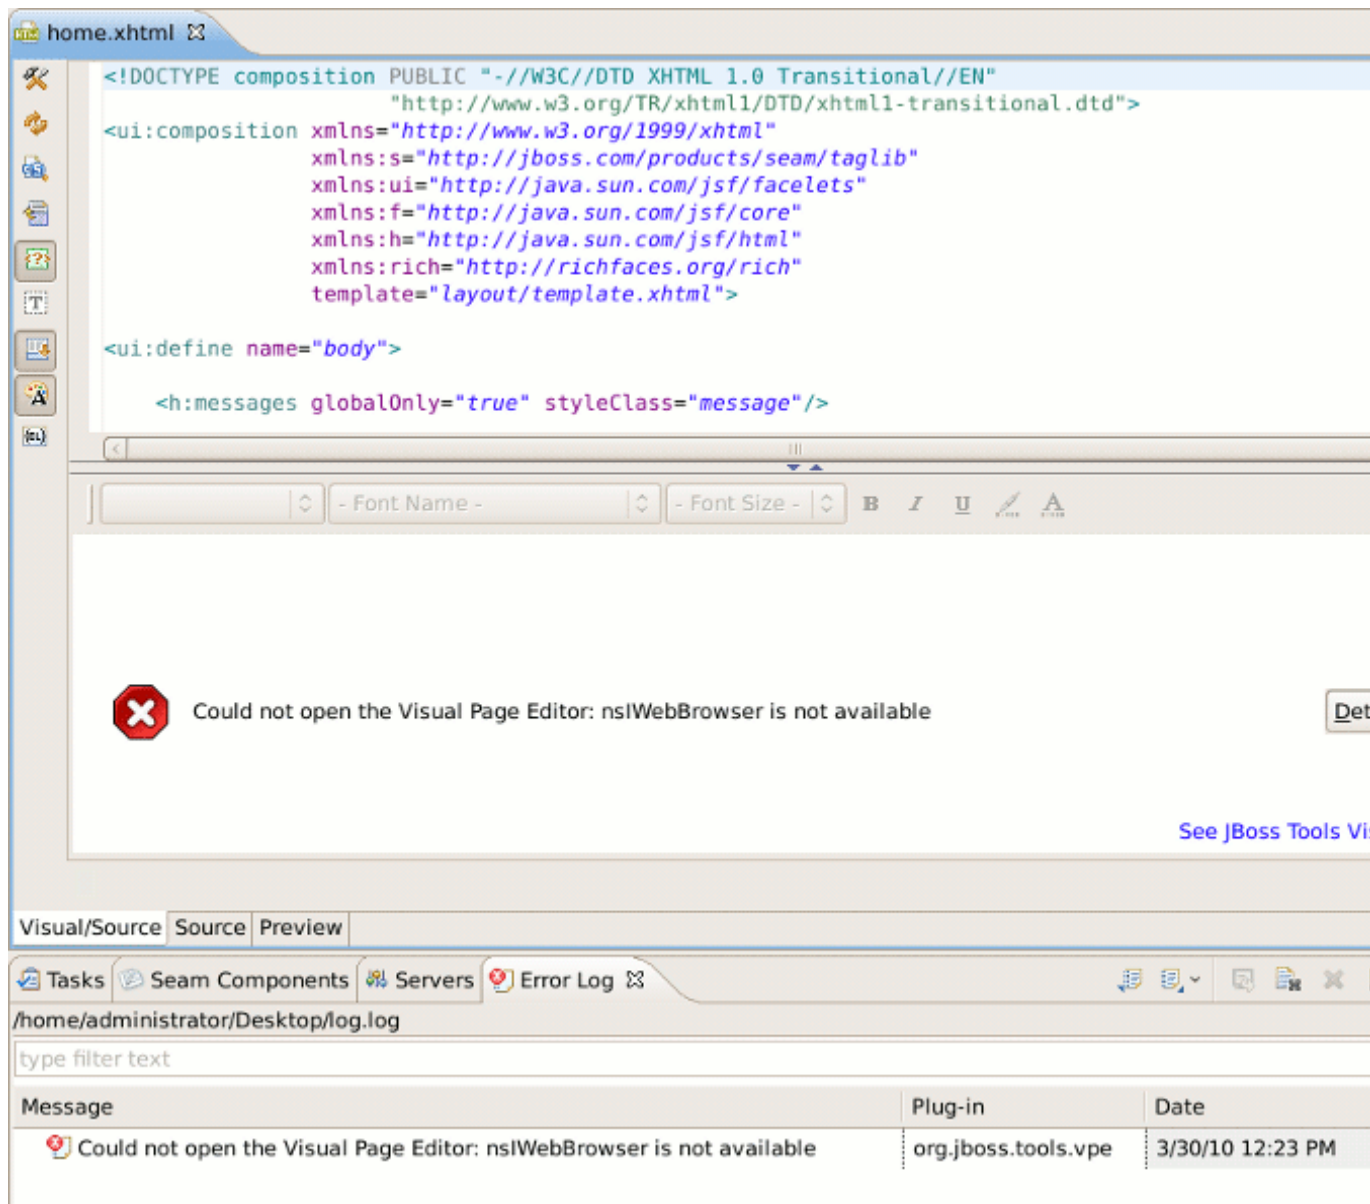 home.xhtml
<!DOCTYPE composition PUBLIC "-//W3C//DTD XHTML 1.0 Transitional//EN"
"http://www.w3.org/TR/xhtml1/DTD/xhtml1-transitional.dtd">
<ui:composition xmlns="http://www.w3.org/1999/xhtml"
xmlns:s="http://jboss.com/products/seam/taglib"
xmlns:ui="http://java.sun.com/jsf/facelets"
xmlns:f="http://java.sun.com/jsf/core"
xmlns:h="http://java.sun.com/jsf/html"
xmlns:rich="http://richfaces.org/rich"
template="layout/template.xhtml">
<ui:define name="body">
<h:messages globalOnly="true" styleClass="message"/>
- Font Name - - Font Size - B I U A
Could not open the Visual Page Editor: nsIWebBrowser is not available Det
See JBoss Tools Vis
Visual/Source Source Preview
Tasks Seam Components Servers Error Log
/home/administrator/Desktop/log.log
type filter text
Message Plug-in Date
Could not open the Visual Page Editor: nsIWebBrowser is not available org.jboss.tools.vpe 3/30/10 12:23 PM